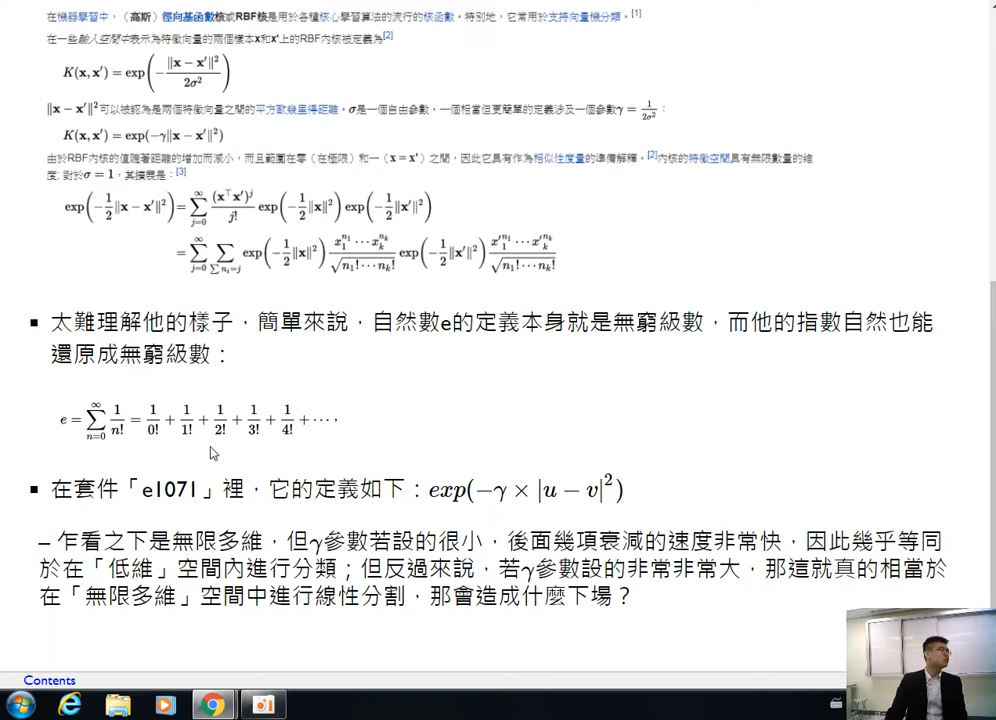 在機器學習中，（高斯）徑向基函數核或RBF核是用於各種核心學習算法的流行的核函數。特別地，它常用於支持向量機分類。[1]
在一些輸入空間中表示為特徵向量的兩個樣本x和x'上的RBF內核被定義為[2]
K(x, x′) = exp(−‖x − x′‖² / 2σ²)
‖x − x′‖² 可以被認為是兩個特徵向量之間的平方歐幾里得距離。σ是一個自由參數。一個相當但更簡單的定義涉及一個參數γ = 1/2σ²：
K(x, x′) = exp(−γ‖x − x′‖²)
由於RBF內核的值隨著距離的增加而減小，而且範圍在零（在極限）和一（x = x'）之間，因此它具有作為相似性度量的準備解釋。[2]內核的特徵空間具有無限數量的維
度; 對於σ = 1，其擴展是：[3]
exp(−1/2 ‖x − x′‖²) = ∑_{j=0}^{∞} (x⊤x′)^j / j! exp(−1/2 ‖x‖²) exp(−1/2 ‖x′‖²)
= ∑_{j=0}^{∞} ∑_{∑n_i=j} exp(−1/2 ‖x‖²) x_1^{n_1} ⋯ x_k^{n_k} / √(n_1! ⋯ n_k!) exp(−1/2 ‖x′‖²) x′_1^{n_1} ⋯ x′_k^{n_k} / √(n_1! ⋯ n_k!)
▪ 太難理解他的樣子，簡單來說，自然數e的定義本身就是無窮級數，而他的指數自然也能
還原成無窮級數：
e = ∑_{n=0}^{∞} 1/n! = 1/0! + 1/1! + 1/2! + 1/3! + 1/4! + ⋯ ,
▪ 在套件「e1071」裡，它的定義如下：exp(−γ × |u − v|²)
– 乍看之下是無限多維，但γ參數若設的很小，後面幾項衰減的速度非常快，因此幾乎等同
於在「低維」空間內進行分類；但反過來說，若γ參數設的非常非常大，那這就真的相當於
在「無限多維」空間中進行線性分割，那會造成什麼下場？
Contents